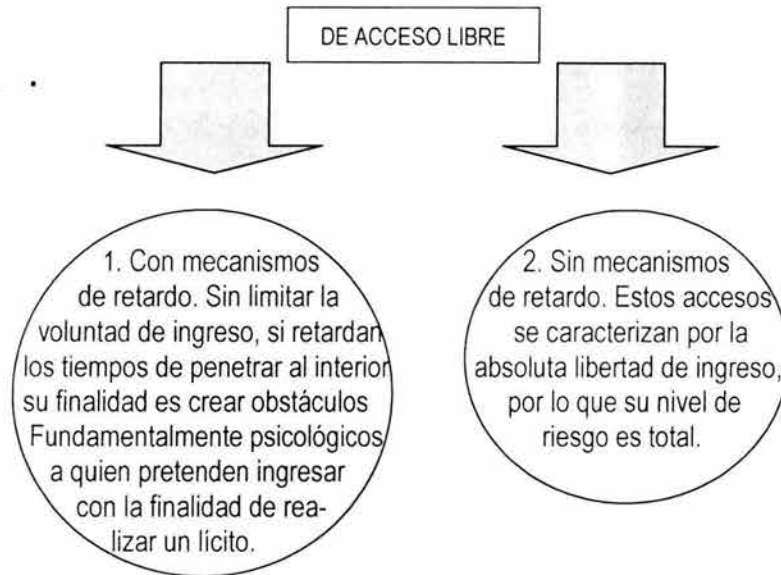 DE ACCESO LIBRE
1. Con mecanismos
de retardo. Sin limitar la
voluntad de ingreso, si retardan
los tiempos de penetrar al interior
su finalidad es crear obstáculos
Fundamentalmente psicológicos
a quien pretenden ingresar
con la finalidad de rea-
lizar un lícito.
2. Sin mecanismos
de retardo. Estos accesos
se caracterizan por la
absoluta libertad de ingreso,
por lo que su nivel de
riesgo es total.